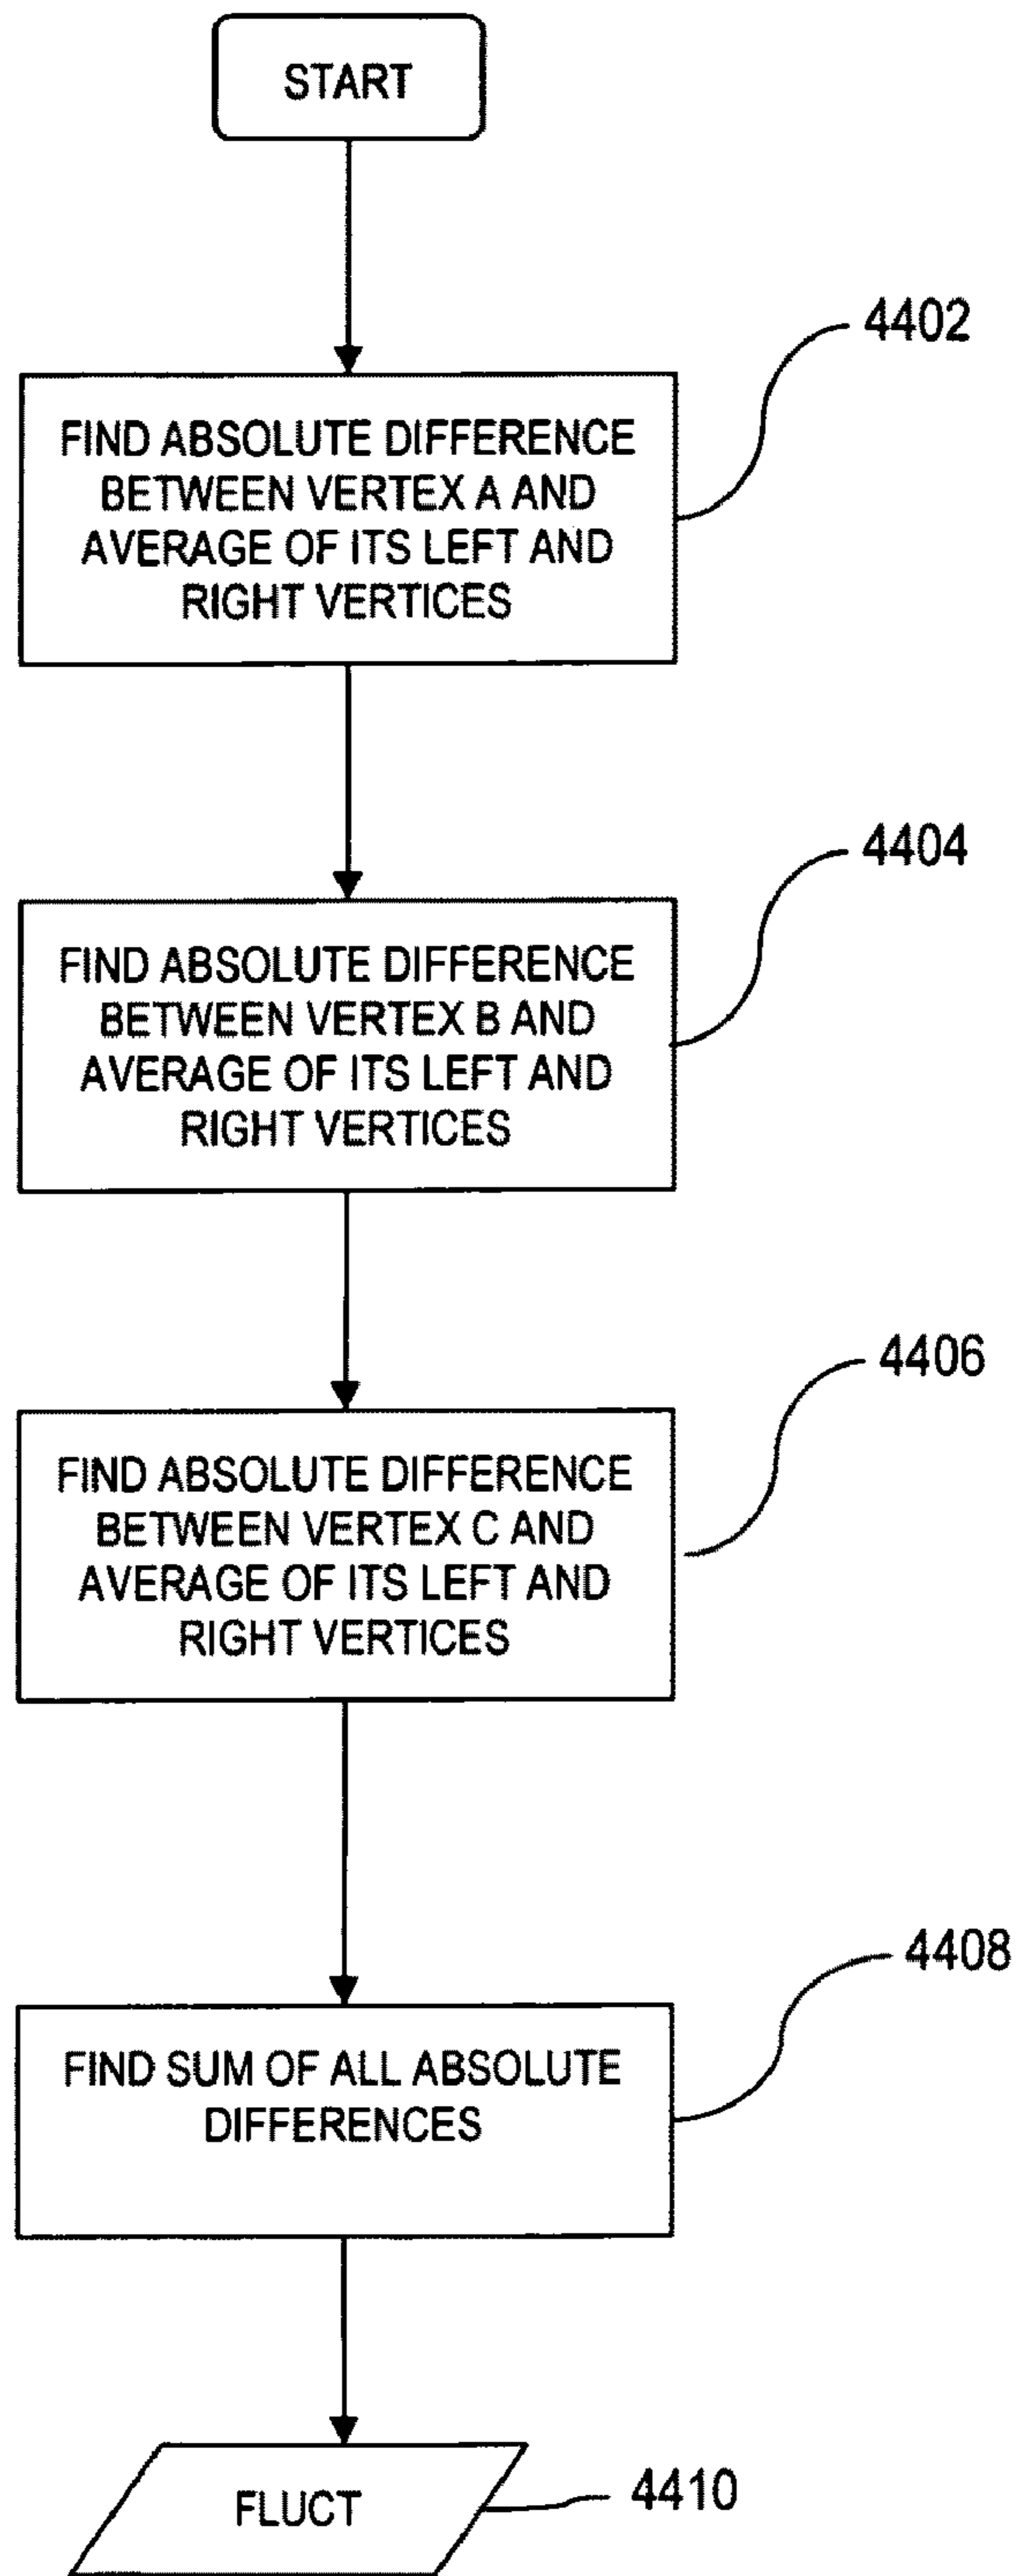 START
4402
FIND ABSOLUTE DIFFERENCE
BETWEEN VERTEX A AND
AVERAGE OF ITS LEFT AND
RIGHT VERTICES
4404
FIND ABSOLUTE DIFFERENCE
BETWEEN VERTEX B AND
AVERAGE OF ITS LEFT AND
RIGHT VERTICES
4406
FIND ABSOLUTE DIFFERENCE
BETWEEN VERTEX C AND
AVERAGE OF ITS LEFT AND
RIGHT VERTICES
4408
FIND SUM OF ALL ABSOLUTE
DIFFERENCES
FLUCT
4410